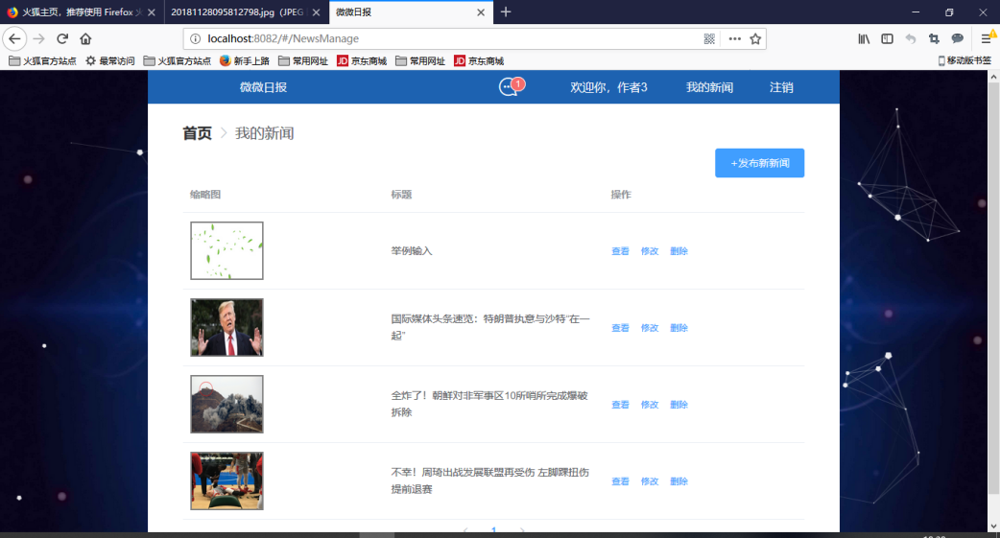 火狐主页，推荐使用 Firefox 火
20181128095812798.jpg（JPEG
微微日报
localhost:8082/#/NewsManage
火狐官方站点 最常访问 火狐官方站点 新手上路 常用网址 JD 京东商城 常用网址 JD 京东商城 移动版书签
微微日报 1 欢迎你，作者3 我的新闻 注销
首页 > 我的新闻
+发布新新闻
缩略图 标题 操作
举例输入 查看 修改 删除
国际媒体头条速览：特朗普执意与沙特“在一
起” 查看 修改 删除
全炸了！朝鲜对非军事区10所哨所完成爆破
拆除 查看 修改 删除
不幸！周琦出战发展联盟再受伤 左脚踝扭伤
提前退赛 查看 修改 删除
1